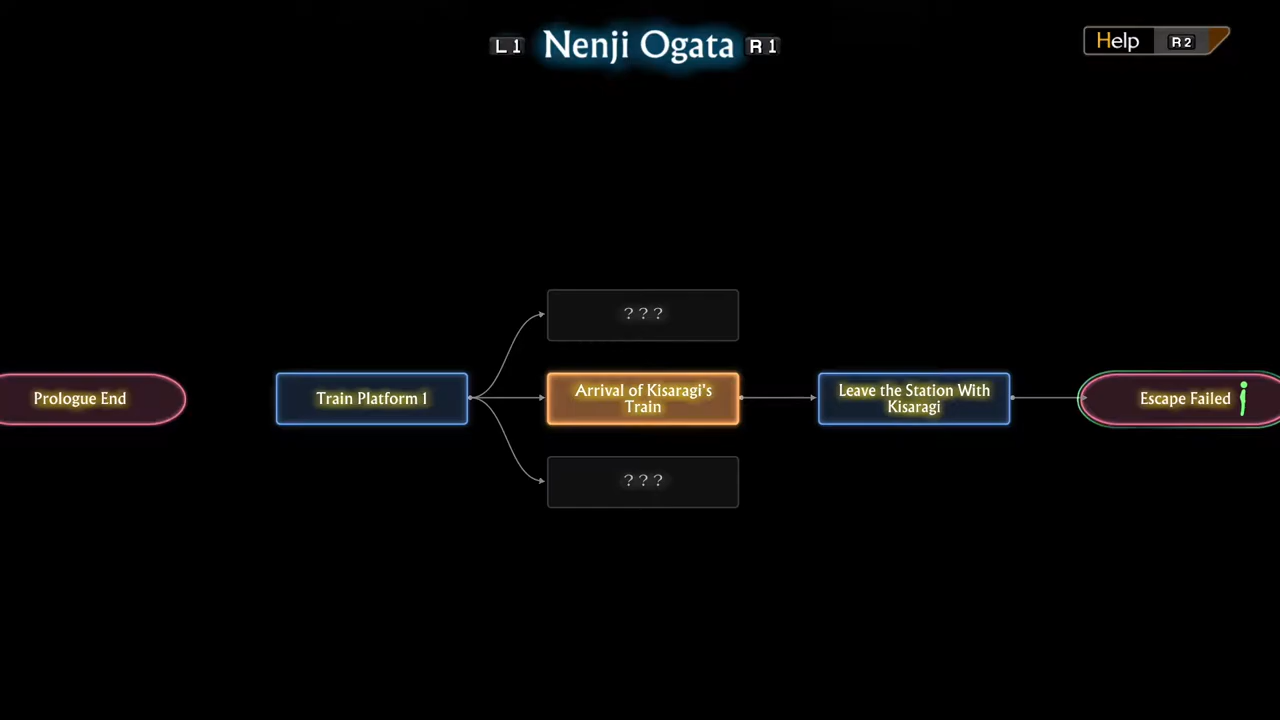 L1 Nenji Ogata R1
Help R2
? ? ?
Prologue End
Train Platform 1
Arrival of Kisaragi's
Train
Leave the Station With
Kisaragi
Escape Failed
? ? ?